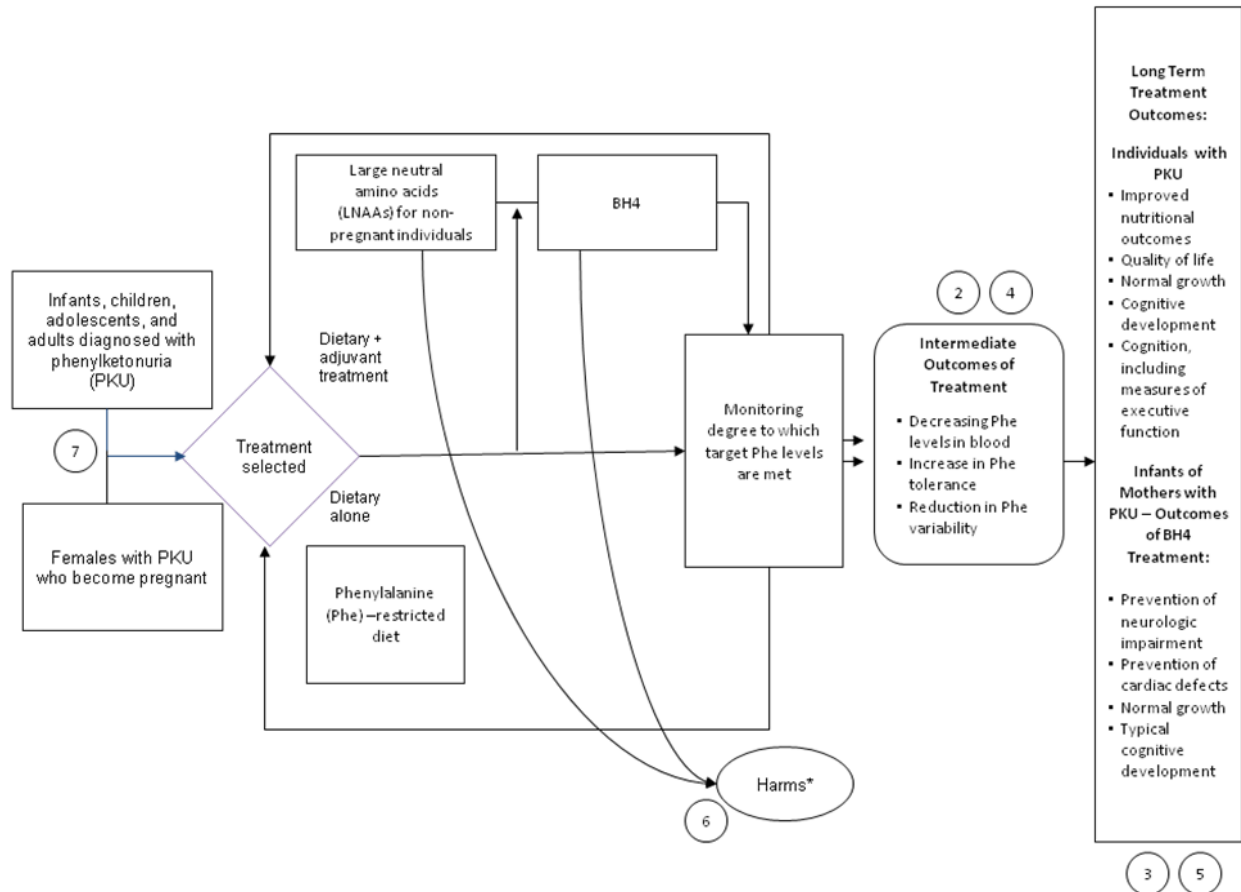 Large neutral
amino acids
(LNAAs) for non-
pregnant individuals
BH4
Infants, children,
adolescents, and
adults diagnosed with
phenylketonuria
(PKU)
7
Females with PKU
who become pregnant
Treatment
selected
Dietary +
adjuvant
treatment
Dietary
alone
Phenylalanine
(Phe) –restricted
diet
Monitoring
degree to which
target Phe levels
are met
Harms*
6
2
4
Intermediate
Outcomes of
Treatment
▪ Decreasing Phe
levels in blood
▪ Increase in Phe
tolerance
▪ Reduction in Phe
variability
Long Term
Treatment
Outcomes:
Individuals with
PKU
▪ Improved
nutritional
outcomes
▪ Quality of life
▪ Normal growth
▪ Cognitive
development
▪ Cognition,
including
measures of
executive
function
Infants of
Mothers with
PKU – Outcomes
of BH4
Treatment:
▪ Prevention of
neurologic
impairment
▪ Prevention of
cardiac defects
▪ Normal growth
▪ Typical
cognitive
development
3
5